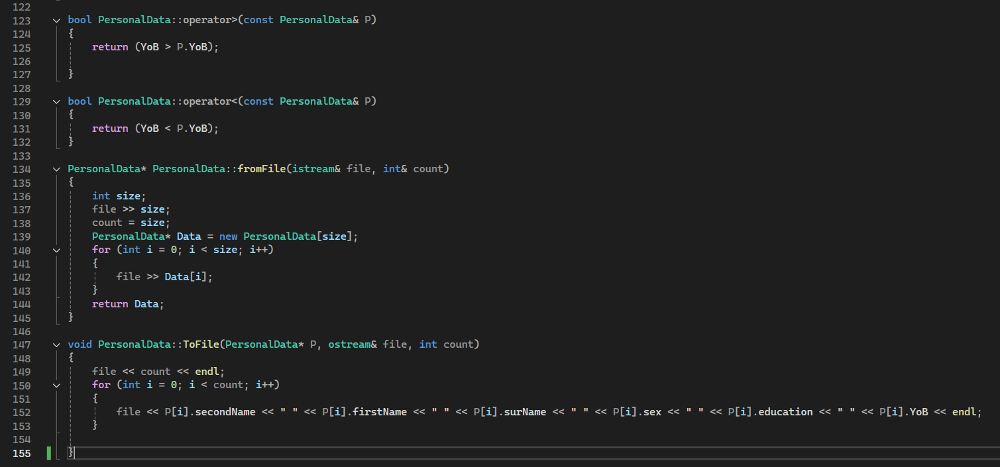 122
123 bool PersonalData::operator>(const PersonalData& P)
124 {
125 return (YoB > P.YoB);
126
127 }
128
129 bool PersonalData::operator<(const PersonalData& P)
130 {
131 return (YoB < P.YoB);
132 }
133
134 PersonalData* PersonalData::fromFile(istream& file, int& count)
135 {
136 int size;
137 file >> size;
138 count = size;
139 PersonalData* Data = new PersonalData[size];
140 for (int i = 0; i < size; i++)
141 {
142 file >> Data[i];
143 }
144 return Data;
145 }
146
147 void PersonalData::ToFile(PersonalData* P, ostream& file, int count)
148 {
149 file << count << endl;
150 for (int i = 0; i < count; i++)
151 {
152 file << P[i].secondName << " " << P[i].firstName << " " << P[i].surName << " " << P[i].sex << " " << P[i].education << " " << P[i].YoB << endl;
153 }
154
155 }